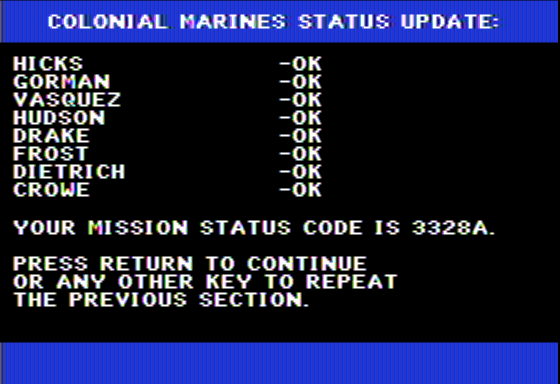 COLONIAL MARINES STATUS UPDATE:
HICKS -OK
GORMAN -OK
VASQUEZ -OK
HUDSON -OK
DRAKE -OK
FROST -OK
DIETRICH -OK
CROWE -OK
YOUR MISSION STATUS CODE IS 3328A.
PRESS RETURN TO CONTINUE
OR ANY OTHER KEY TO REPEAT
THE PREVIOUS SECTION.